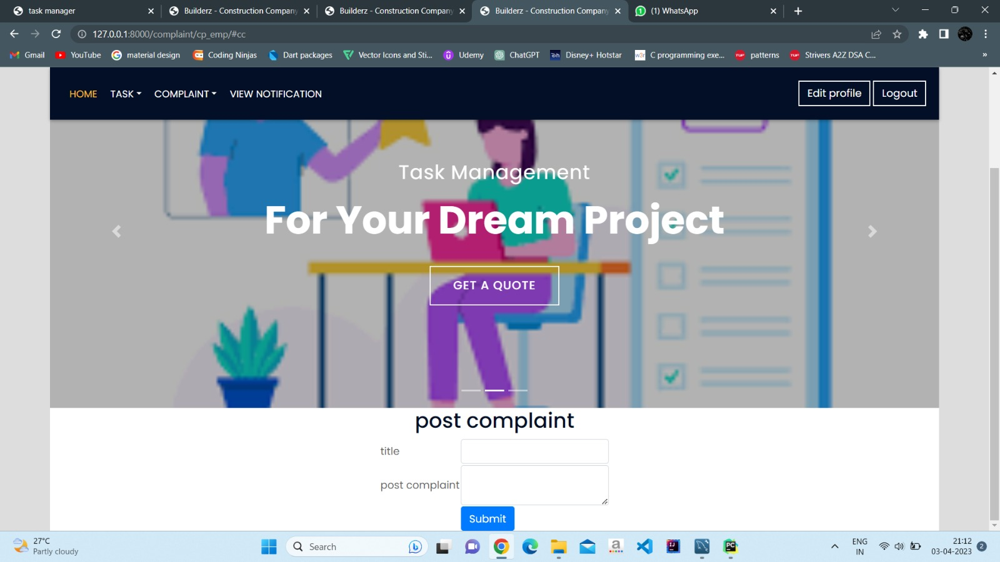 task manager
Builderz - Construction Company
Builderz - Construction Company
Builderz - Construction Company
(1) WhatsApp
127.0.0.1:8000/complaint/cp_emp/#cc
Gmail
YouTube
material design
Coding Ninjas
Dart packages
Vector Icons and Sti...
Udemy
ChatGPT
Disney+ Hotstar
C programming exe...
patterns
Strivers A2Z DSA C...
»
HOME
TASK
COMPLAINT
VIEW NOTIFICATION
Edit profile
Logout
Task Management
For Your Dream Project
GET A QUOTE
post complaint
title
post complaint
Submit
27°C
Partly cloudy
Search
ENG
IN
21:12
03-04-2023
2